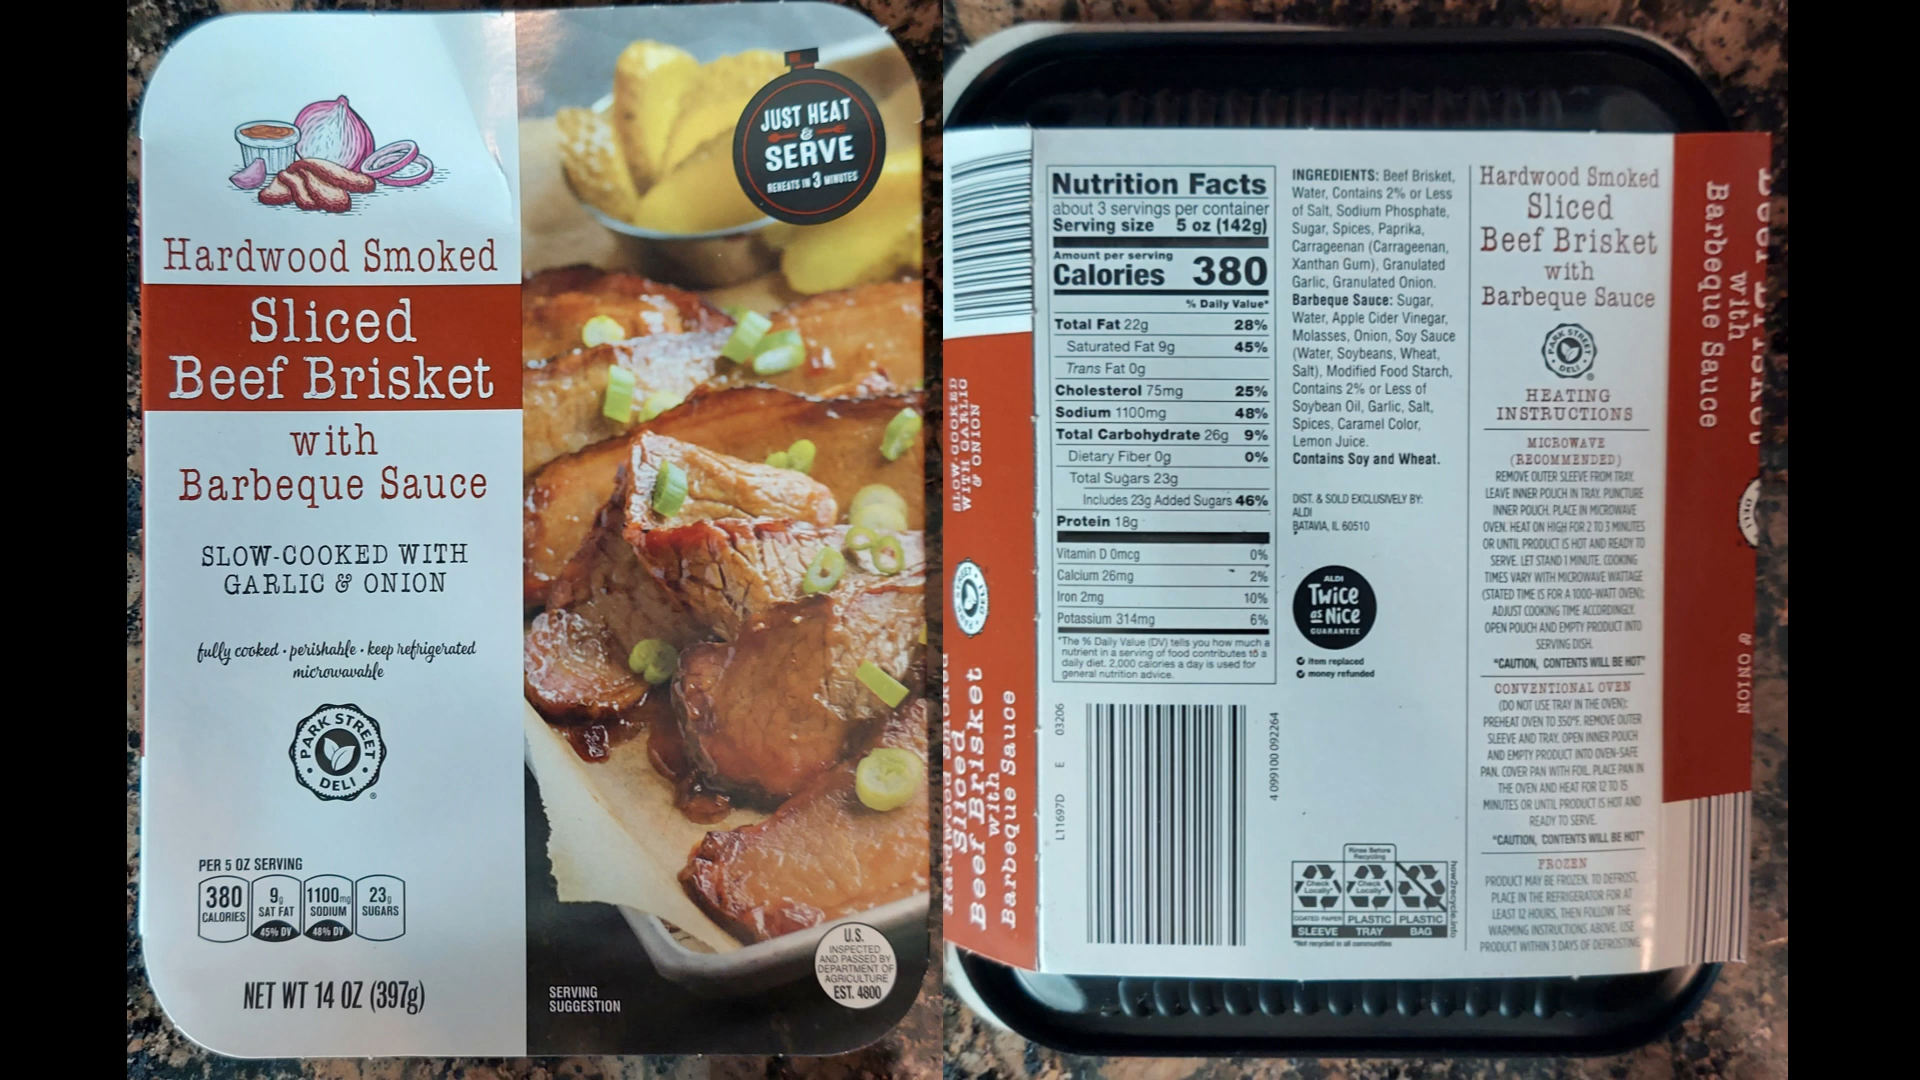 JUST HEAT
&
SERVE
REHEATS IN 3 MINUTES
Hardwood Smoked
Sliced
Beef Brisket
with
Barbeque Sauce
SLOW-COOKED WITH
GARLIC & ONION
fully cooked · perishable · keep refrigerated
microwavable
PARK STREET
DELI
®
PER 5 OZ SERVING
380
CALORIES
9g
SAT FAT
45% DV
1100mg
SODIUM
48% DV
23g
SUGARS
NET WT 14 OZ (397g)
SERVING
SUGGESTION
U.S.
INSPECTED
AND PASSED BY
DEPARTMENT OF
AGRICULTURE
EST. 4800
SLOW-COOKED
WITH GARLIC
& ONION
Hardwood Smoked
Sliced
Beef Brisket
with
Barbeque Sauce
Nutrition Facts
about 3 servings per container
Serving size 5 oz (142g)
Amount per serving
Calories 380
% Daily Value*
Total Fat 22g 28%
Saturated Fat 9g 45%
Trans Fat 0g
Cholesterol 75mg 25%
Sodium 1100mg 48%
Total Carbohydrate 26g 9%
Dietary Fiber 0g 0%
Total Sugars 23g
Includes 23g Added Sugars 46%
Protein 18g
Vitamin D 0mcg 0%
Calcium 26mg 2%
Iron 2mg 10%
Potassium 314mg 6%
*The % Daily Value (DV) tells you how much a
nutrient in a serving of food contributes to a
daily diet. 2,000 calories a day is used for
general nutrition advice.
L11697D E 03206
4 099100 092264
INGREDIENTS: Beef Brisket,
Water, Contains 2% or Less
of Salt, Sodium Phosphate,
Sugar, Spices, Paprika,
Carrageenan (Carrageenan,
Xanthan Gum), Granulated
Garlic, Granulated Onion.
Barbeque Sauce: Sugar,
Water, Apple Cider Vinegar,
Molasses, Onion, Soy Sauce
(Water, Soybeans, Wheat,
Salt), Modified Food Starch,
Contains 2% or Less of
Soybean Oil, Garlic, Salt,
Spices, Caramel Color,
Lemon Juice.
Contains Soy and Wheat.
DIST. & SOLD EXCLUSIVELY BY:
ALDI
BATAVIA, IL 60510
ALDI
Twice
as Nice
GUARANTEE
item replaced
money refunded
Rinse Before
Recycling
Check
Locally*
Check
Locally*
COATED PAPER PLASTIC PLASTIC
SLEEVE TRAY BAG
*Not recycled in all communities
how2recycle.info
Hardwood Smoked
Sliced
Beef Brisket
with
Barbeque Sauce
PARK STREET
DELI
®
HEATING
INSTRUCTIONS
MICROWAVE
(RECOMMENDED)
REMOVE OUTER SLEEVE FROM TRAY.
LEAVE INNER POUCH IN TRAY. PUNCTURE
INNER POUCH. PLACE IN MICROWAVE
OVEN. HEAT ON HIGH FOR 2 TO 3 MINUTES
OR UNTIL PRODUCT IS HOT AND READY TO
SERVE. LET STAND 1 MINUTE. COOKING
TIMES VARY WITH MICROWAVE WATTAGE
(STATED TIME IS FOR A 1000-WATT OVEN);
ADJUST COOKING TIME ACCORDINGLY.
OPEN POUCH AND EMPTY PRODUCT INTO
SERVING DISH.
"CAUTION, CONTENTS WILL BE HOT"
CONVENTIONAL OVEN
(DO NOT USE TRAY IN THE OVEN):
PREHEAT OVEN TO 350°F. REMOVE OUTER
SLEEVE AND TRAY. OPEN INNER POUCH
AND EMPTY PRODUCT INTO OVEN-SAFE
PAN. COVER PAN WITH FOIL. PLACE PAN IN
THE OVEN AND HEAT FOR 12 TO 15
MINUTES OR UNTIL PRODUCT IS HOT AND
READY TO SERVE.
"CAUTION, CONTENTS WILL BE HOT"
FROZEN
PRODUCT MAY BE FROZEN. TO DEFROST,
PLACE IN THE REFRIGERATOR FOR AT
LEAST 12 HOURS, THEN FOLLOW THE
WARMING INSTRUCTIONS ABOVE. USE
PRODUCT WITHIN 3 DAYS OF DEFROSTING.
Beef Brisket
with
Barbeque Sauce
& ONION